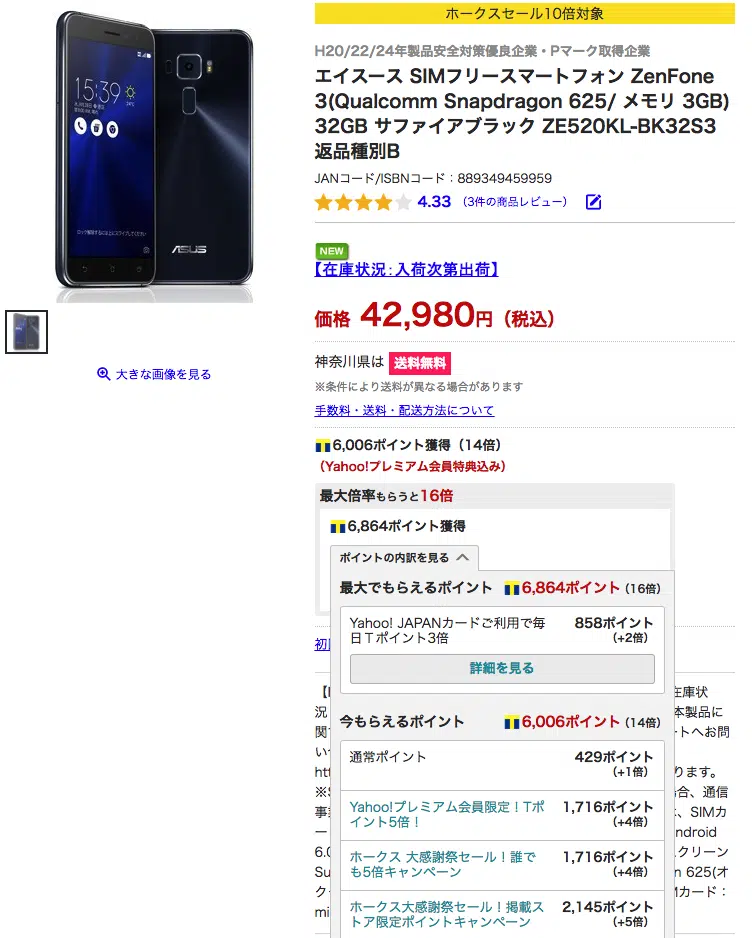 ホークスセール10倍対象
H20/22/24年製品安全対策優良企業・Pマーク取得企業
エイスース SIMフリースマートフォン ZenFone
3(Qualcomm Snapdragon 625/ メモリ 3GB)
32GB サファイアブラック ZE520KL-BK32S3
返品種別B
JANコード/ISBNコード：889349459959
4.33 （3件の商品レビュー）
NEW
【在庫状況：入荷次第出荷】
価格 42,980円（税込）
15:39
ASUS
大きな画像を見る
神奈川県は 送料無料
※条件により送料が異なる場合があります
手数料・送料・配送方法について
6,006ポイント獲得（14倍）
（Yahoo!プレミアム会員特典込み）
最大倍率もらうと16倍
6,864ポイント獲得
ポイントの内訳を見る
最大でもらえるポイント 6,864ポイント（16倍）
Yahoo! JAPANカードご利用で毎 858ポイント
日Ｔポイント3倍 （+2倍）
詳細を見る
今もらえるポイント 6,006ポイント（14倍）
通常ポイント 429ポイント
（+1倍）
Yahoo!プレミアム会員限定！Tポ 1,716ポイント
イント5倍！ （+4倍）
ホークス 大感謝祭セール！誰で 1,716ポイント
も5倍キャンペーン （+4倍）
ホークス大感謝祭セール！掲載ス 2,145ポイント
トア限定ポイントキャンペーン （+5倍）
初
在庫状
況 本製品に
関 ートへお問
い
htt ります。
※S 合、通信
事 、SIMカ
ー ndroid
6.0 スクリーン
Su n 625(オ
ク Mカード：
mi